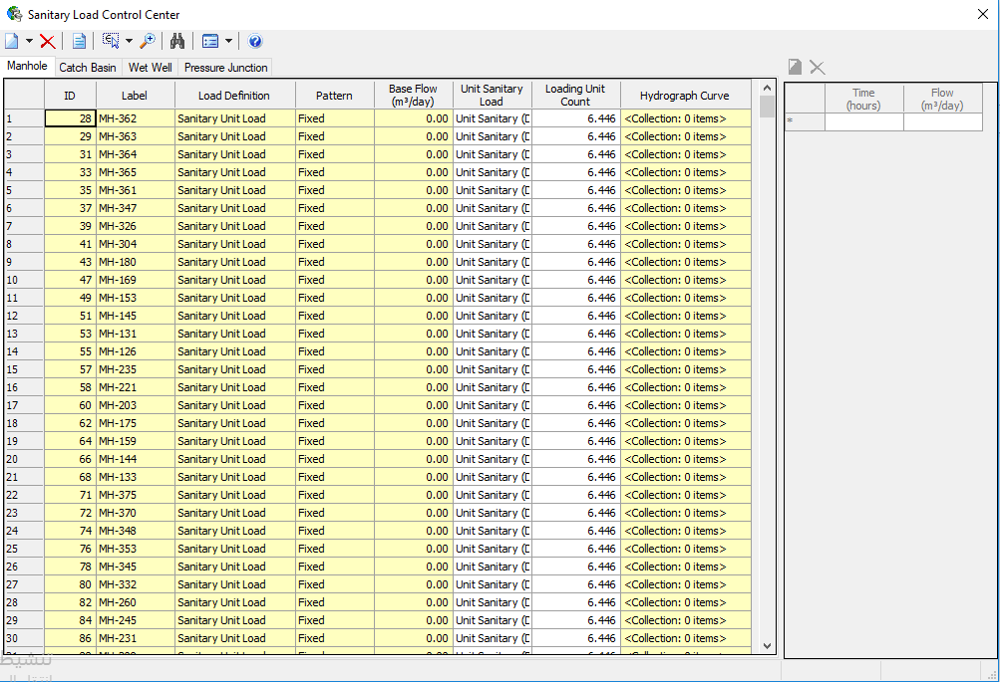 Sanitary Load Control Center
Manhole Catch Basin Wet Well Pressure Junction
ID Label Load Definition Pattern Base Flow (m³/day) Unit Sanitary Load Loading Unit Count Hydrograph Curve
1 28 MH-362 Sanitary Unit Load Fixed 0.00 Unit Sanitary (D 6.446 <Collection: 0 items>
2 29 MH-363 Sanitary Unit Load Fixed 0.00 Unit Sanitary (D 6.446 <Collection: 0 items>
3 31 MH-364 Sanitary Unit Load Fixed 0.00 Unit Sanitary (D 6.446 <Collection: 0 items>
4 33 MH-365 Sanitary Unit Load Fixed 0.00 Unit Sanitary (D 6.446 <Collection: 0 items>
5 35 MH-361 Sanitary Unit Load Fixed 0.00 Unit Sanitary (D 6.446 <Collection: 0 items>
6 37 MH-347 Sanitary Unit Load Fixed 0.00 Unit Sanitary (D 6.446 <Collection: 0 items>
7 39 MH-326 Sanitary Unit Load Fixed 0.00 Unit Sanitary (D 6.446 <Collection: 0 items>
8 41 MH-304 Sanitary Unit Load Fixed 0.00 Unit Sanitary (D 6.446 <Collection: 0 items>
9 43 MH-180 Sanitary Unit Load Fixed 0.00 Unit Sanitary (D 6.446 <Collection: 0 items>
10 47 MH-169 Sanitary Unit Load Fixed 0.00 Unit Sanitary (D 6.446 <Collection: 0 items>
11 49 MH-153 Sanitary Unit Load Fixed 0.00 Unit Sanitary (D 6.446 <Collection: 0 items>
12 51 MH-145 Sanitary Unit Load Fixed 0.00 Unit Sanitary (D 6.446 <Collection: 0 items>
13 53 MH-131 Sanitary Unit Load Fixed 0.00 Unit Sanitary (D 6.446 <Collection: 0 items>
14 55 MH-126 Sanitary Unit Load Fixed 0.00 Unit Sanitary (D 6.446 <Collection: 0 items>
15 57 MH-235 Sanitary Unit Load Fixed 0.00 Unit Sanitary (D 6.446 <Collection: 0 items>
16 58 MH-221 Sanitary Unit Load Fixed 0.00 Unit Sanitary (D 6.446 <Collection: 0 items>
17 60 MH-203 Sanitary Unit Load Fixed 0.00 Unit Sanitary (D 6.446 <Collection: 0 items>
18 62 MH-175 Sanitary Unit Load Fixed 0.00 Unit Sanitary (D 6.446 <Collection: 0 items>
19 64 MH-159 Sanitary Unit Load Fixed 0.00 Unit Sanitary (D 6.446 <Collection: 0 items>
20 66 MH-144 Sanitary Unit Load Fixed 0.00 Unit Sanitary (D 6.446 <Collection: 0 items>
21 68 MH-133 Sanitary Unit Load Fixed 0.00 Unit Sanitary (D 6.446 <Collection: 0 items>
22 71 MH-375 Sanitary Unit Load Fixed 0.00 Unit Sanitary (D 6.446 <Collection: 0 items>
23 72 MH-370 Sanitary Unit Load Fixed 0.00 Unit Sanitary (D 6.446 <Collection: 0 items>
24 74 MH-348 Sanitary Unit Load Fixed 0.00 Unit Sanitary (D 6.446 <Collection: 0 items>
25 76 MH-353 Sanitary Unit Load Fixed 0.00 Unit Sanitary (D 6.446 <Collection: 0 items>
26 78 MH-345 Sanitary Unit Load Fixed 0.00 Unit Sanitary (D 6.446 <Collection: 0 items>
27 80 MH-332 Sanitary Unit Load Fixed 0.00 Unit Sanitary (D 6.446 <Collection: 0 items>
28 82 MH-260 Sanitary Unit Load Fixed 0.00 Unit Sanitary (D 6.446 <Collection: 0 items>
29 84 MH-245 Sanitary Unit Load Fixed 0.00 Unit Sanitary (D 6.446 <Collection: 0 items>
30 86 MH-231 Sanitary Unit Load Fixed 0.00 Unit Sanitary (D 6.446 <Collection: 0 items>
Time (hours) Flow (m³/day)
*
تنشيط